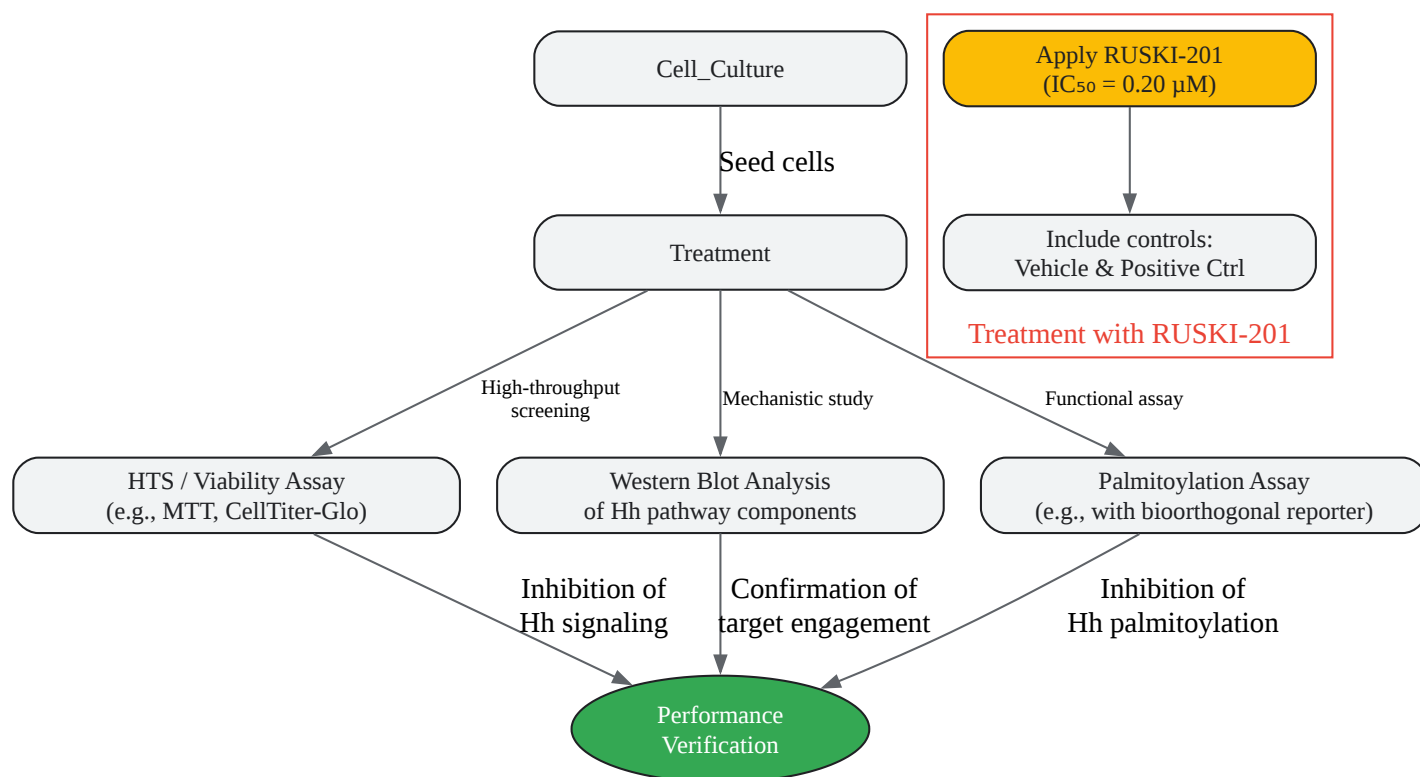 Cell_Culture
Apply RUSKI-201
(IC₅₀ = 0.20 µM)
Seed cells
Treatment
Include controls:
Vehicle & Positive Ctrl
Treatment with RUSKI-201
High-throughput
screening
Mechanistic study
Functional assay
HTS / Viability Assay
(e.g., MTT, CellTiter-Glo)
Western Blot Analysis
of Hh pathway components
Palmitoylation Assay
(e.g., with bioorthogonal reporter)
Inhibition of
Hh signaling
Confirmation of
target engagement
Inhibition of
Hh palmitoylation
Performance
Verification